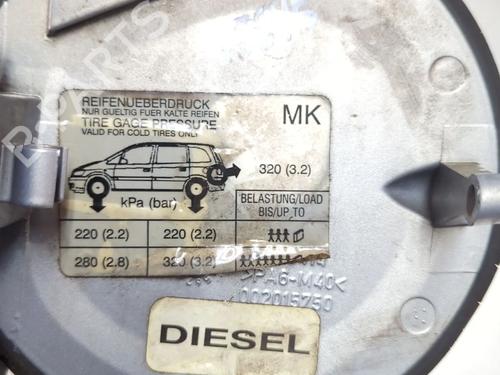 REIFENUEBERDRUCK
NUR GUELTIG FUER KALTE REIFEN
TIRE GAGE PRESSURE
VALID FOR COLD TIRES ONLY
MK
320 (3.2)
kPa (bar)
BELASTUNG/LOAD
BIS/UP TO
220 (2.2) 220 (2.2)
280 (2.8) 320 (3.2)
>PA6-M40<
002015750
DIESEL